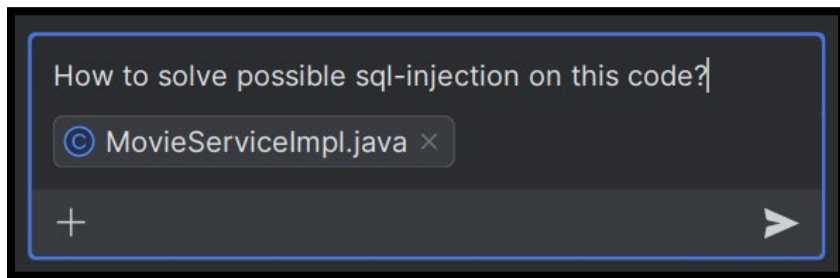 How to solve possible sql-injection on this code?
MovieServiceImpl.java